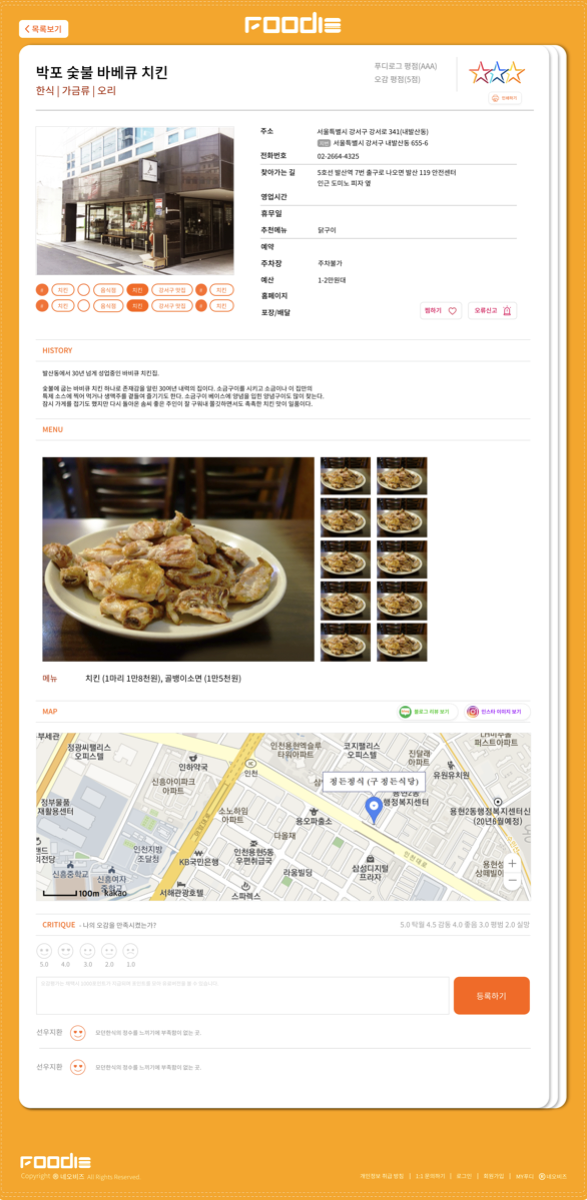 FOODIE
< 목록보기
박포 숯불 바베큐 치킨
한식 | 가금류 | 오리
푸디로그 평점(AAA)
오감 평점(5점)
주소 서울특별시 강서구 강서로 341(내발산동)
서울특별시 강서구 내발산동 655-6
전화번호 02-2664-4325
찾아가는 길 5호선 발산역 7번 출구로 나오면 발산 119 안전센터
인근 도미노 피자 옆
영업시간
휴무일
추천메뉴 닭구이
예약
주차장 주차불가
예산 1-2만원대
홈페이지
포장/배달
찜하기
오류신고
# 치킨 음식점 치킨 강서구 맛집 # 치킨
# 치킨 음식점 치킨 강서구 맛집 # 치킨
HISTORY
발산동에서 30년 넘게 성업중인 바비큐 치킨집.
숯불에 굽는 바비큐 치킨 하나로 존재감을 알린 30여년 내력의 집이다. 소금구이를 시키고 소금이나 이 집만의
특제 소스에 찍어 먹거나 생맥주를 곁들여 즐기기도 한다. 소금구이 베이스에 양념을 입힌 양념구이도 많이 찾는다.
잠시 가게를 접기도 했지만 다시 돌아온 솜씨 좋은 주인이 잘 구워내 쫄깃하면서도 촉촉한 치킨 맛이 일품이다.
MENU
메뉴 치킨 (1마리 1만8천원), 골뱅이소면 (1만5천원)
MAP
블로그 리뷰 보기
인스타 이미지 보기
부세관
정광씨팰리스
오피스텔
인하약국
신흥아이파크
아파트
인천
인천용현엑슬루
타워아파트
코지팰리스
오피스텔
진달래
아파트
퍼스트아파트
유원유치원
정든정식 (구 정든식당)
용현2동
행정복지센터
용현2동행정복지센터신
(20년6월예정)
정부물품
재활용센터
소노하임
아파트
용오파출소
다올재
인천지방
조달청
KB국민은행
인천용현5동
우편취급국
라움빌딩
삼성디지털
프라자
인천대로
신흥중학교
신흥여자
중학교
서해관광호텔
스파렉스
용현성
100m kakao
+
−
CRITIQUE - 나의 오감을 만족시켰는가?
5.0 탁월 4.5 감동 4.0 좋음 3.0 평범 2.0 실망
5.0 4.0 3.0 2.0 1.0
등록하기
선우지환 모던한식의 정수를 느끼기에 부족함이 없는 곳.
선우지환 모던한식의 정수를 느끼기에 부족함이 없는 곳.
FOODIE
Copyright @ 네오비즈 All Rights Reserved.
개인정보 취급 방침 | 1:1 문의하기 | 로그인 | 회원가입 | MY푸디 네오비즈